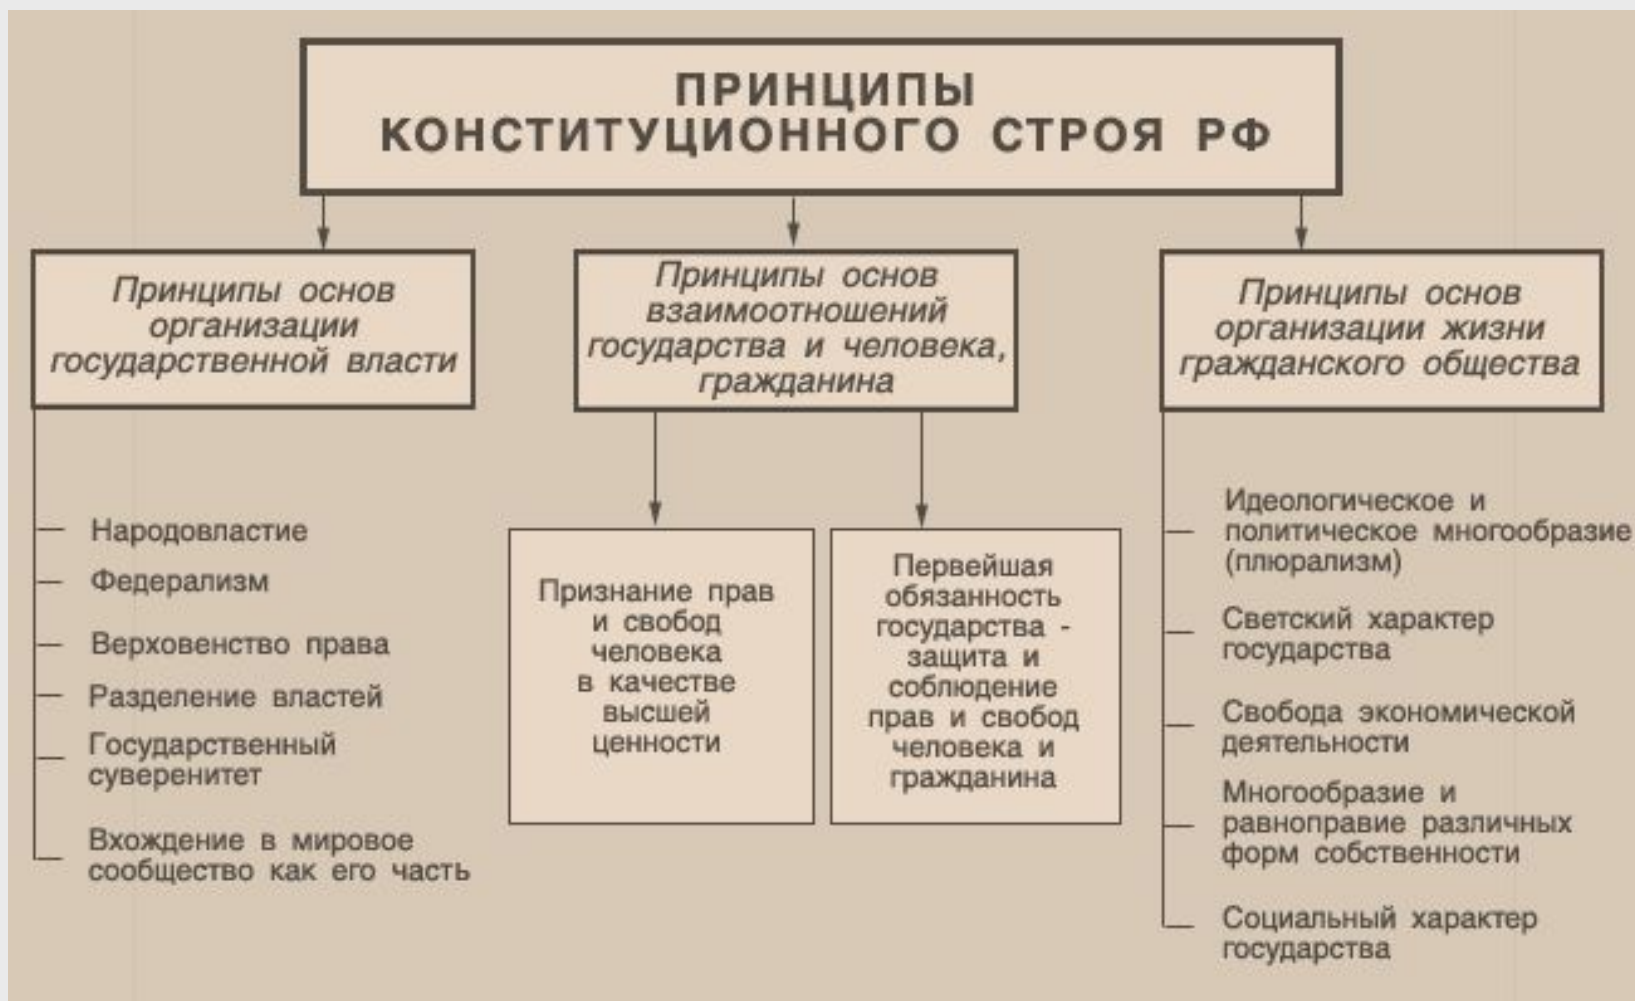 ПРИНЦИПЫ
КОНСТИТУЦИОННОГО СТРОЯ РФ
Принципы основ
организации
государственной власти
Народовластие
Федерализм
Верховенство права
Разделение властей
Государственный
суверенитет
Вхождение в мировое
сообщество как его часть
Принципы основ
взаимоотношений
государства и человека,
гражданина
Признание прав
и свобод
человека
в качестве
высшей
ценности
Первейшая
обязанность
государства -
защита и
соблюдение
прав и свобод
человека и
гражданина
Принципы основ
организации жизни
гражданского общества
Идеологическое и
политическое многообразие
(плюрализм)
Светский характер
государства
Свобода экономической
деятельности
Многообразие и
равноправие различных
форм собственности
Социальный характер
государства